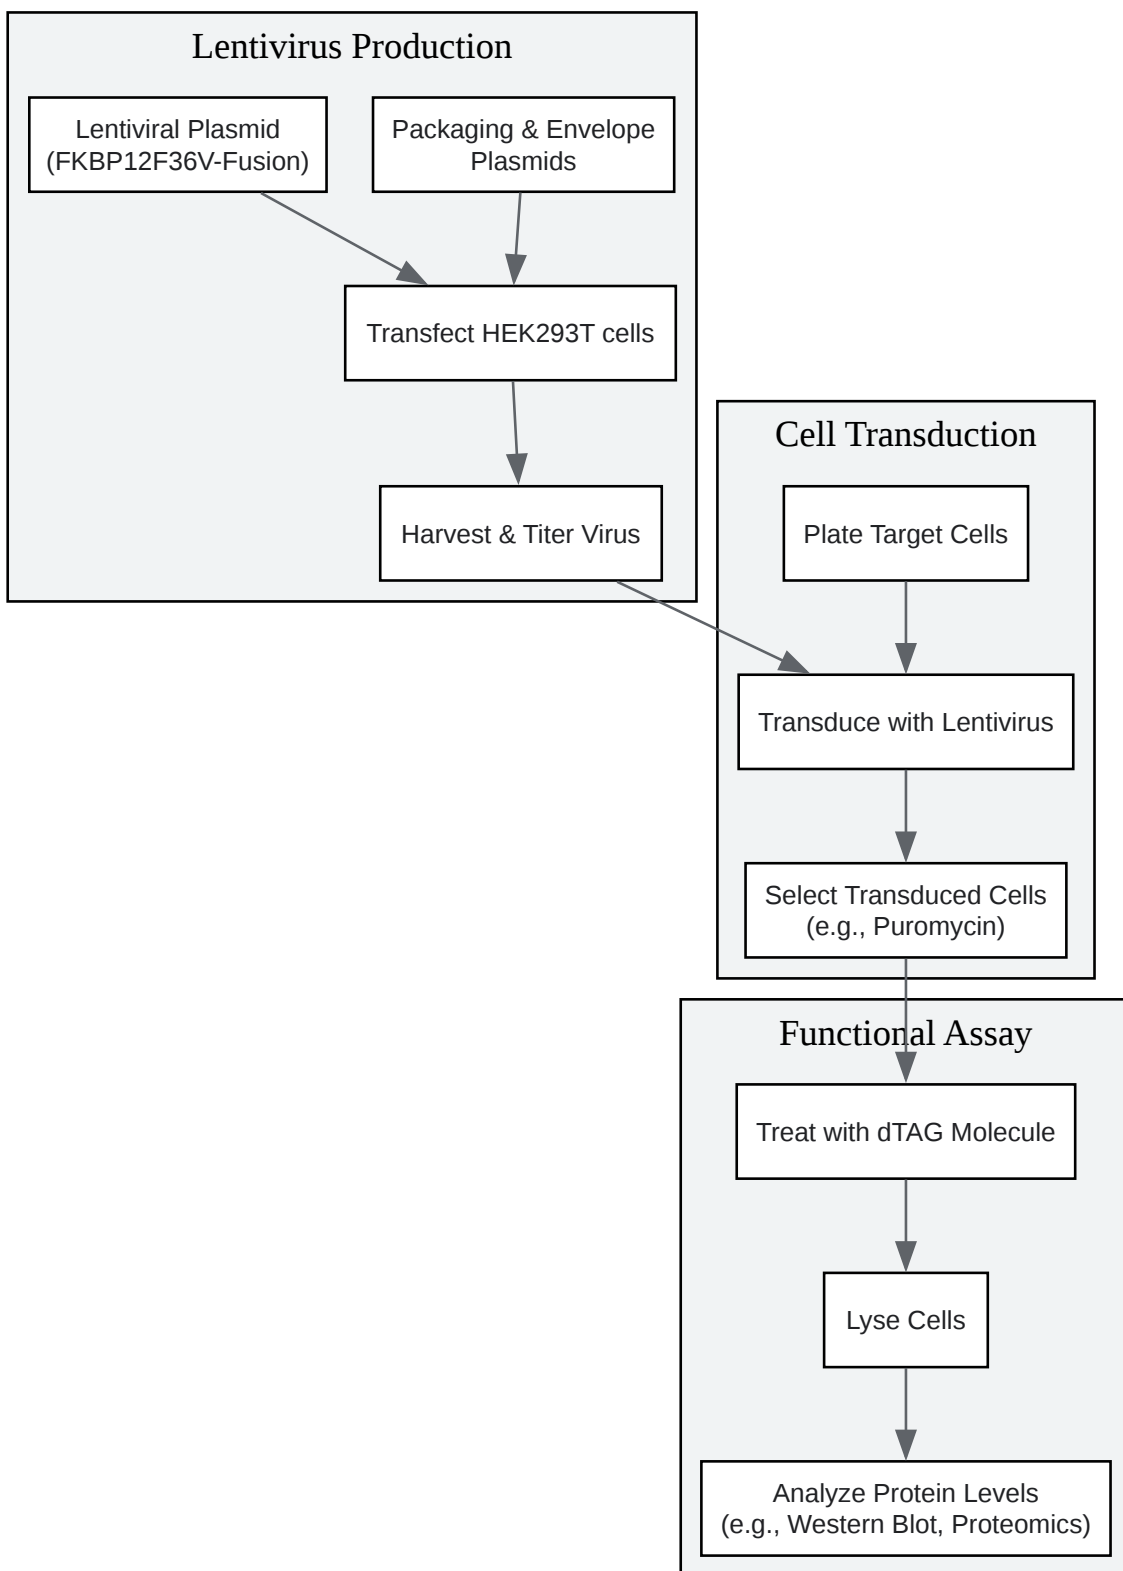 Lentivirus Production
Lentiviral Plasmid
(FKBP12F36V-Fusion)
Packaging & Envelope
Plasmids
Transfect HEK293T cells
Harvest & Titer Virus
Cell Transduction
Plate Target Cells
Transduce with Lentivirus
Select Transduced Cells
(e.g., Puromycin)
Functional Assay
Treat with dTAG Molecule
Lyse Cells
Analyze Protein Levels
(e.g., Western Blot, Proteomics)